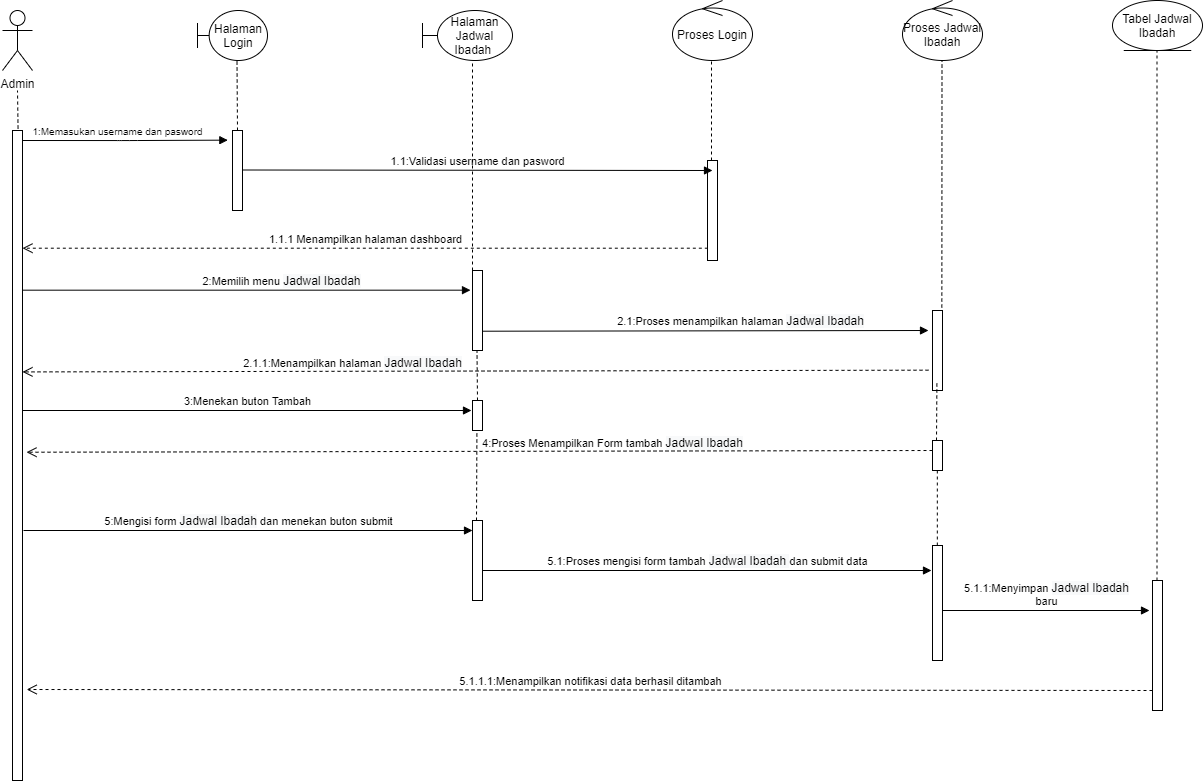 Admin
Halaman
Login
Halaman
Jadwal
Ibadah
Proses Login
Proses Jadwal
Ibadah
Tabel Jadwal
Ibadah
1:Memasukan username dan pasword
1.1:Validasi username dan pasword
1.1.1 Menampilkan halaman dashboard
2:Memilih menu Jadwal Ibadah
2.1:Proses menampilkan halaman Jadwal Ibadah
2.1.1:Menampilkan halaman Jadwal Ibadah
3:Menekan buton Tambah
4:Proses Menampilkan Form tambah Jadwal Ibadah
5:Mengisi form Jadwal Ibadah dan menekan buton submit
5.1:Proses mengisi form tambah Jadwal Ibadah dan submit data
5.1.1:Menyimpan Jadwal Ibadah
baru
5.1.1.1:Menampilkan notifikasi data berhasil ditambah